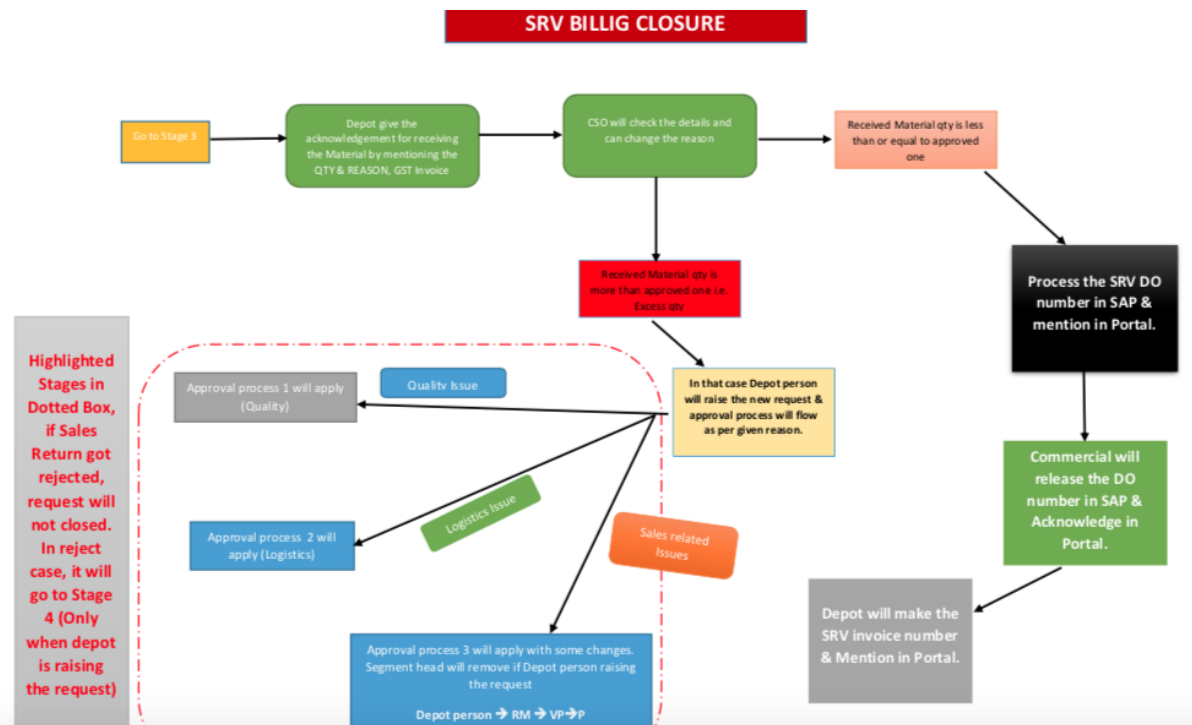 SRV BILLIG CLOSURE
Go to Stage 3
Depot give the
acknowledgement for receiving
the Material by mentioning the
QTY & REASON, GST Invoice
CSO will check the details and
can change the reason
Received Material qty is less
than or equal to approved
one
Received Material qty is
more than approved one i.e.
Excess qty
Process the SRV DO
number in SAP &
mention in Portal.
Highlighted
Stages in
Dotted Box,
if Sales
Return got
rejected,
request will
not closed.
In reject
case, it will
go to Stage
4 (Only
when depot
is raising
the request)
Approval process 1 will apply
(Quality)
Quality Issue
In that case Depot person
will raise the new request &
approval process will flow
as per given reason.
Commercial will
release the DO
number in SAP &
Acknowledge in
Portal.
Logistics Issue
Approval process  2 will
apply (Logistics)
Sales related
Issues
Depot will make the
SRV invoice number
& Mention in Portal.
Approval process 3 will apply with some changes.
Segment head will remove if Depot person raising
the request
Depot person → RM → VP→P